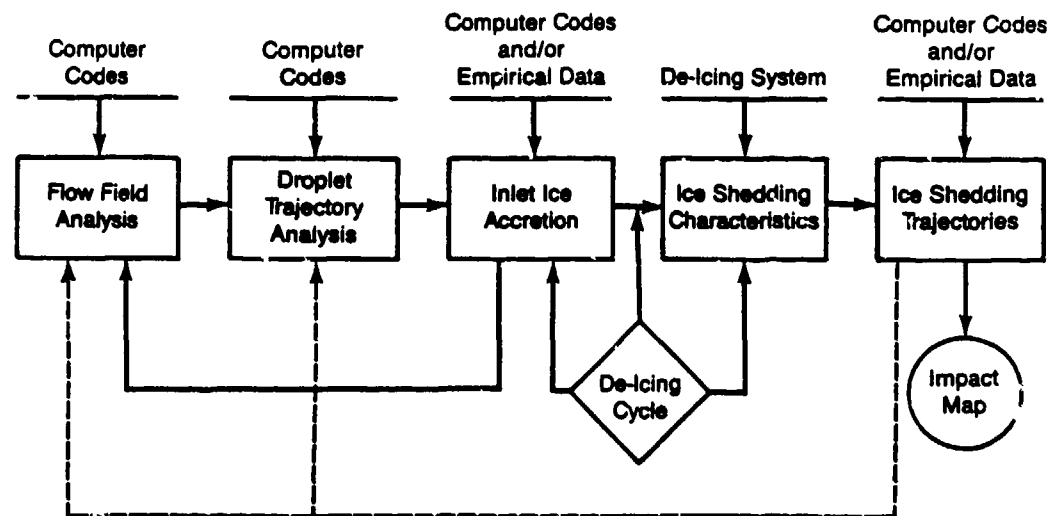 Computer
Codes
Computer
Codes
Computer Codes
and/or
Empirical Data
De-Icing System
Computer Codes
and/or
Empirical Data
Flow Field
Analysis
Droplet
Trajectory
Analysis
Inlet Ice
Accretion
Ice Shedding
Characteristics
Ice Shedding
Trajectories
De-Icing
Cycle
Impact
Map